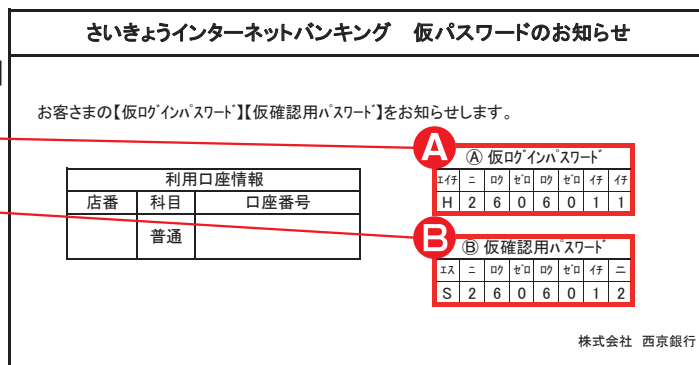 さいきょうインターネットバンキング 仮パスワードのお知らせ
お客さまの【仮ﾛｸﾞｲﾝﾊﾟｽﾜｰﾄﾞ】【仮確認用ﾊﾟｽﾜｰﾄﾞ】をお知らせします。
A
Ⓐ 仮ﾛｸﾞｲﾝﾊﾟｽﾜｰﾄﾞ
ｴｲﾁ ﾆ ﾛｸ ｾﾞﾛ ﾛｸ ｾﾞﾛ ｲﾁ ｲﾁ
H 2 6 0 6 0 1 1
利用口座情報
店番 科目 口座番号
普通
B
Ⓑ 仮確認用ﾊﾟｽﾜｰﾄﾞ
ｴｽ ﾆ ﾛｸ ｾﾞﾛ ﾛｸ ｾﾞﾛ ｲﾁ ﾆ
S 2 6 0 6 0 1 2
株式会社 西京銀行